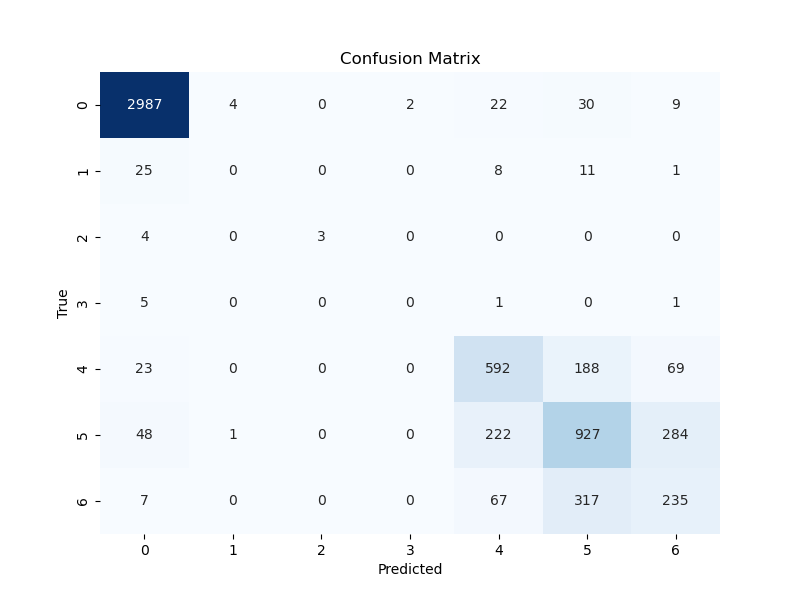 Confusion Matrix
0 2987 4 0 2 22 30 9
1 25 0 0 0 8 11 1
2 4 0 3 0 0 0 0
True
3 5 0 0 0 1 0 1
4 23 0 0 0 592 188 69
5 48 1 0 0 222 927 284
6 7 0 0 0 67 317 235
0 1 2 3 4 5 6
Predicted